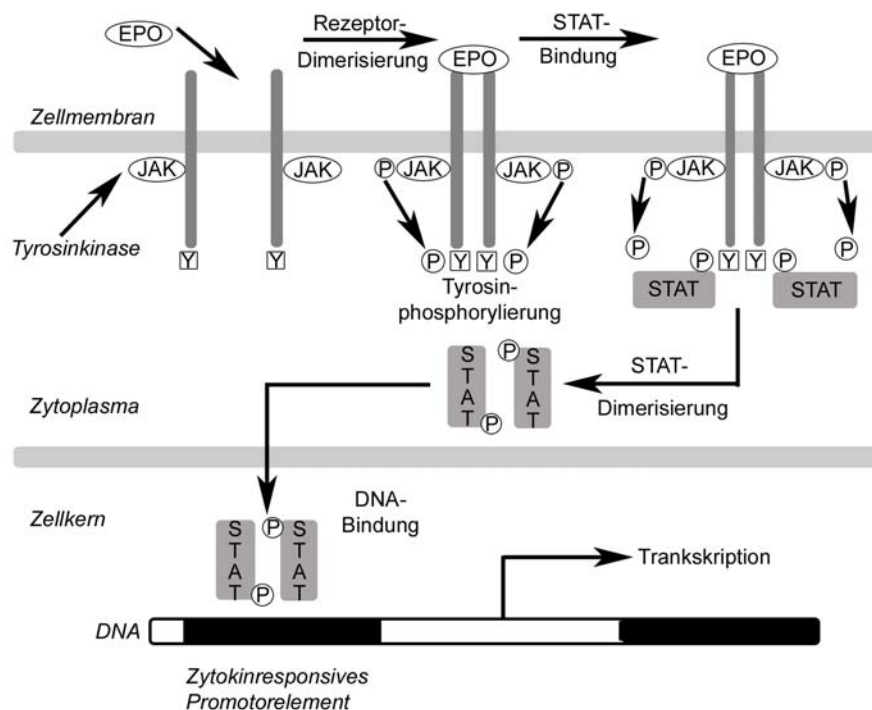 EPO
Rezeptor-
Dimerisierung
EPO
STAT-
Bindung
EPO
Zellmembran
JAK
JAK
P
JAK
JAK
P
P
JAK
JAK
P
Tyrosinkinase
Y
Y
P
Y
Y
P
P
P
Y
Y
P
P
Tyrosin-
phosphorylierung
STAT
STAT
STAT
P
STAT
P
STAT-
Dimerisierung
Zytoplasma
Zellkern
DNA-
Bindung
STAT
P
STAT
P
Trankskription
DNA
Zytokinresponsives
Promotorelement